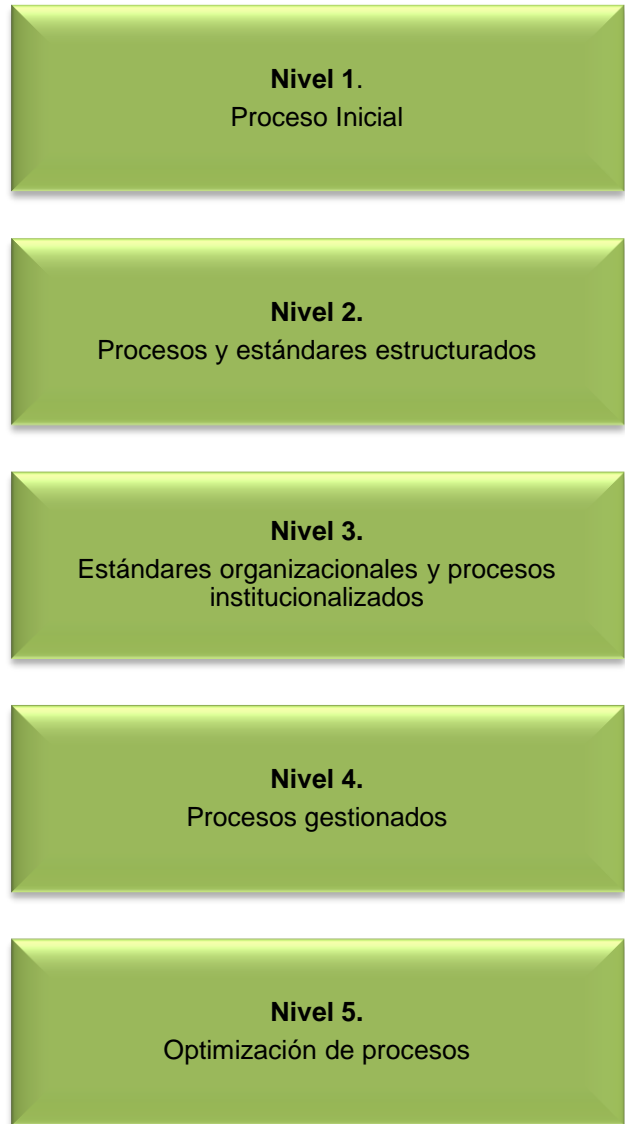 Nivel 1.
Proceso Inicial
Nivel 2.
Procesos y estándares estructurados
Nivel 3.
Estándares organizacionales y procesos
institucionalizados
Nivel 4.
Procesos gestionados
Nivel 5.
Optimización de procesos